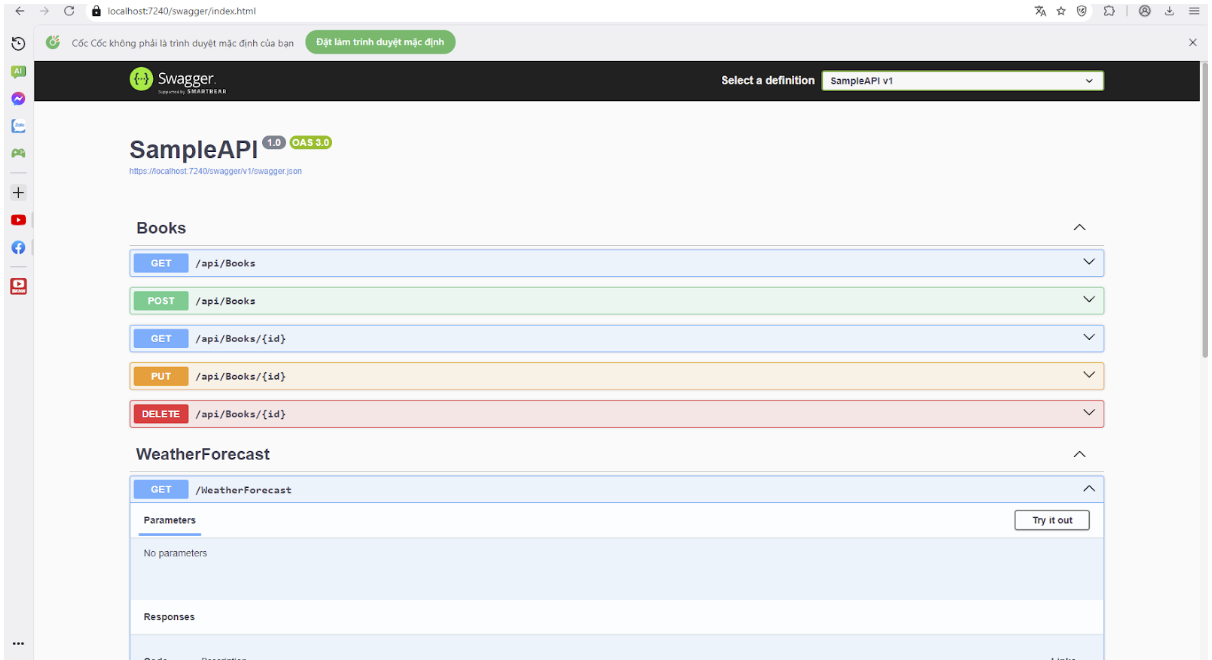 localhost:7240/swagger/index.html
Cốc Cốc không phải là trình duyệt mặc định của bạn
Đặt làm trình duyệt mặc định
AI
Swagger.
Supported by SMARTBEAR
Select a definition
SampleAPI v1
SampleAPI 1.0 OAS 3.0
https://localhost:7240/swagger/v1/swagger.json
Books
GET /api/Books
POST /api/Books
GET /api/Books/{id}
PUT /api/Books/{id}
DELETE /api/Books/{id}
WeatherForecast
GET /WeatherForecast
Parameters
Try it out
No parameters
Responses
Code Description Links